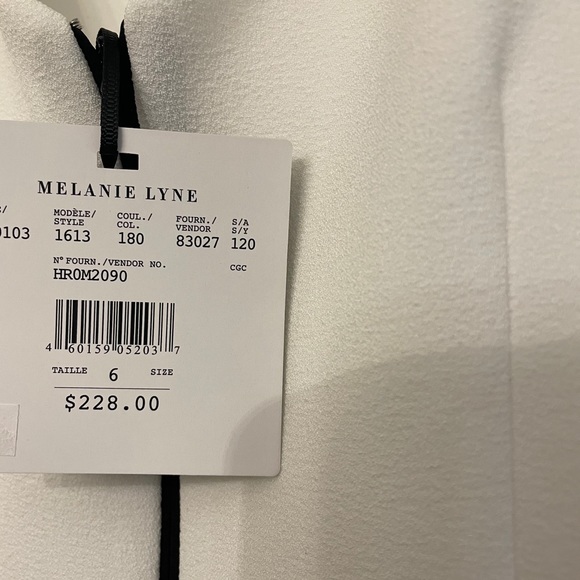 MELANIE LYNE
MODÈLE/ COUL./ FOURN./ S/A
STYLE COL. VENDOR S/Y
0103 1613 180 83027 120
N° FOURN./VENDOR NO. CGC
HR0M2090
4 60159 05203 7
TAILLE 6 SIZE
$228.00